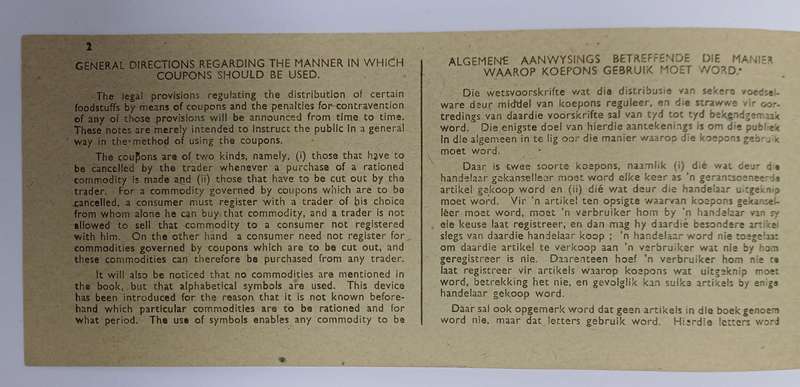 2
GENERAL DIRECTIONS REGARDING THE MANNER IN WHICH
COUPONS SHOULD BE USED.
The legal provisions regulating the distribution of certain
foodstuffs by means of coupons and the penalties for contravention
of any of those provisions will be announced from time to time.
These notes are merely intended to instruct the public in a general
way in the method of using the coupons.
The coupons are of two kinds, namely, (i) those that have to
be cancelled by the trader whenever a purchase of a rationed
commodity is made and (ii) those that have to be cut out by the
trader. For a commodity governed by coupons which are to be
cancelled, a consumer must register with a trader of his choice
from whom alone he can buy that commodity, and a trader is not
allowed to sell that commodity to a consumer not registered
with him. On the other hand a consumer need not register for
commodities governed by coupons which are to be cut out, and
these commodities can therefore be purchased from any trader.
It will also be noticed that no commodities are mentioned in
the book, but that alphabetical symbols are used. This device
has been introduced for the reason that it is not known before-
hand which particular commodities are to be rationed and for
what period. The use of symbols enables any commodity to be
ALGEMENE AANWYSINGS BETREFFENDE DIE MANIER
WAAROP KOEPONS GEBRUIK MOET WORD.
Die wetsvoorskrifte wat die distribusie van sekere voedsel-
ware deur middel van koepons reguleer, en die strawwe vir oor-
tredings van daardie voorskrifte sal van tyd tot tyd bekendgemaak
word. Die enigste doel van hierdie aantekenings is om die publiek
in die algemeen in te lig oor die manier waarop die koepons gebruik
moet word.
Daar is twee soorte koepons, naamlik (i) dié wat deur die
handelaar gekanselleer moet word elke keer as 'n gerantsoeneerde
artikel gekoop word en (ii) dié wat deur die handelaar uitgeknip
moet word. Vir 'n artikel ten opsigte waarvan koepons gekansel-
leer moet word, moet 'n verbruiker hom by 'n handelaar van sy
eie keuse laat registreer, en dan mag hy daardie besondere artikel
slegs van daardie handelaar koop; 'n handelaar word nie toegelaat
om daardie artikel te verkoop aan 'n verbruiker wat nie by hom
geregistreer is nie. Daarenteen hoef 'n verbruiker hom nie te
laat registreer vir artikels waarop koepons wat uitgeknip moet
word, betrekking het nie, en gevolglik kan sulke artikels by enige
handelaar gekoop word.
Daar sal ook opgemerk word dat geen artikels in die boek genoem
word nie, maar dat letters gebruik word. Hierdie letters word